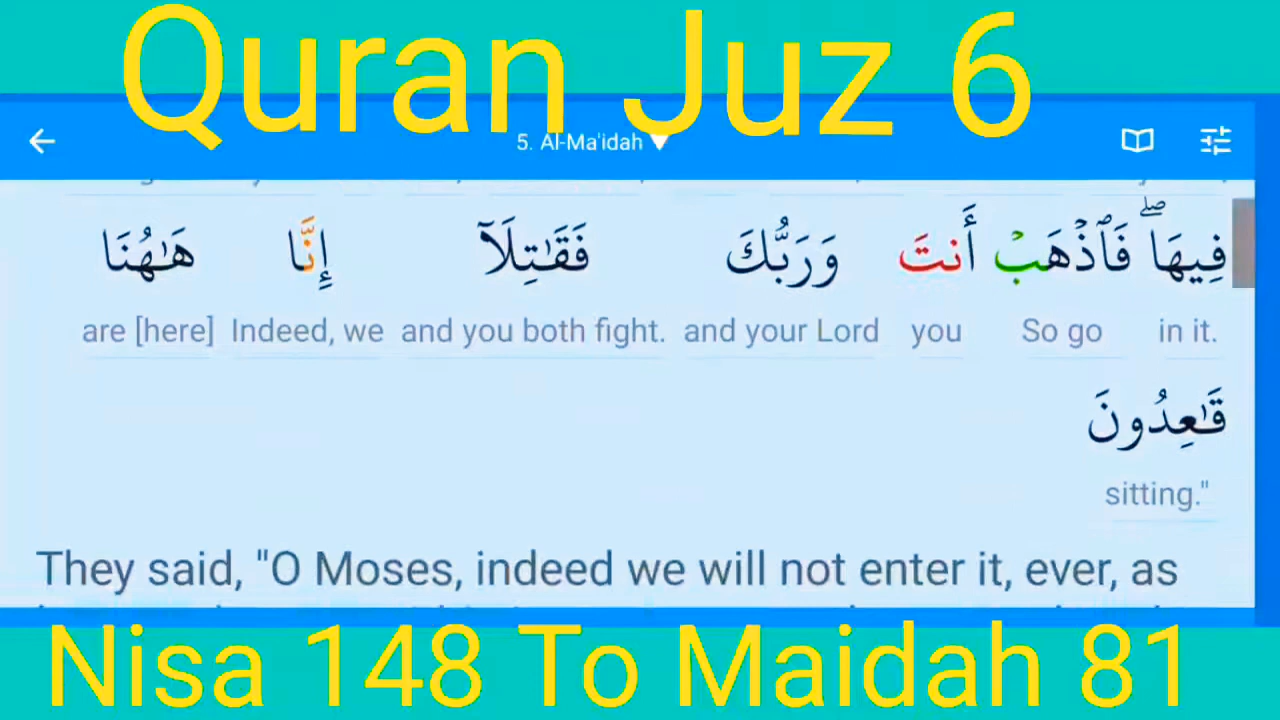 Quran Juz 6
5. Al-Ma'idah
فِيهَا ۖ فَٱذْهَبْ أَنتَ وَرَبُّكَ فَقَـٰتِلَآ إِنَّا هَـٰهُنَا
are [here] Indeed, we and you both fight. and your Lord you So go in it.
قَـٰعِدُونَ
sitting."
They said, "O Moses, indeed we will not enter it, ever, as
Nisa 148 To Maidah 81